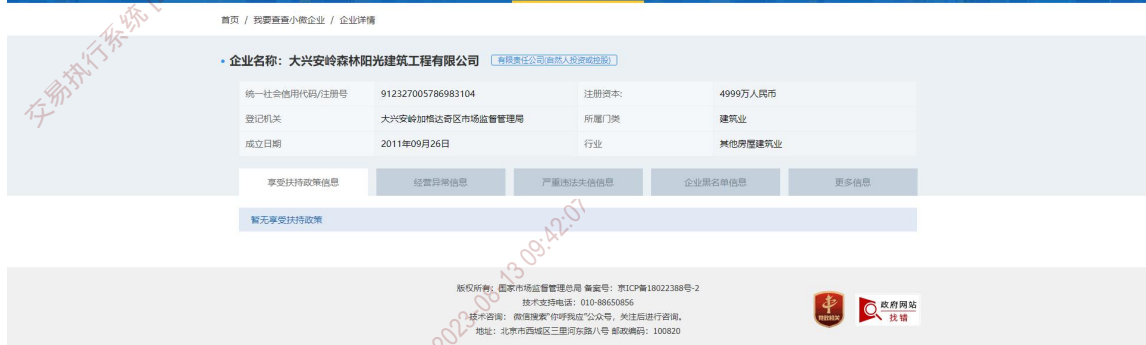 首页 / 我要查查小微企业 / 企业详情
• 企业名称：大兴安岭森林阳光建筑工程有限公司 有限责任公司(自然人投资或控股)
统一社会信用代码/注册号 912327005786983104 注册资本: 4999万人民币
登记机关 大兴安岭加格达奇区市场监督管理局 所属门类 建筑业
成立日期 2011年09月26日 行业 其他房屋建筑业
享受扶持政策信息 经营异常信息 严重违法失信信息 企业黑名单信息 更多信息
暂无享受扶持政策
版权所有：国家市场监督管理总局 备案号：京ICP备18022388号-2
技术支持电话：010-88650856
技术咨询： 微信搜索"你呼我应"公众号，关注后进行咨询。
地址：北京市西城区三里河东路八号 邮政编码：100820
党政机关
政府网站
找错
交易执行系统
2023-08-13 09:42:07